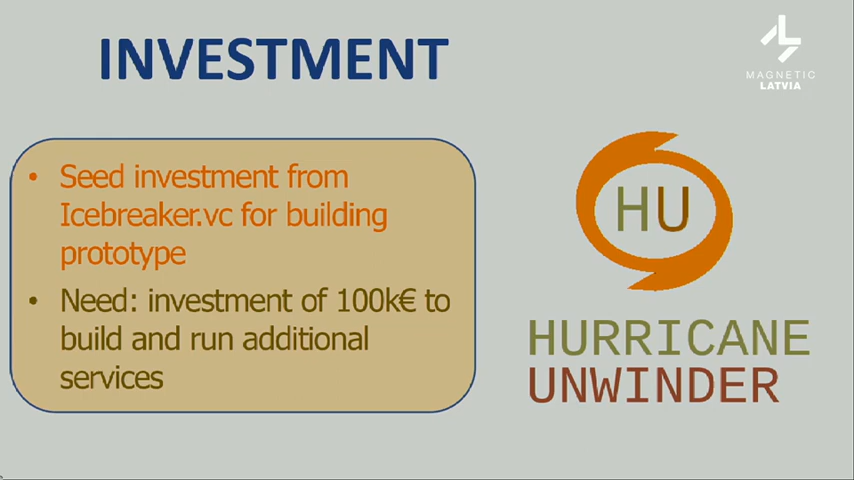 INVESTMENT
MAGNETIC
LATVIA
• Seed investment from
Icebreaker.vc for building
prototype
• Need: investment of 100k€ to
build and run additional
services
HU
HURRICANE
UNWINDER